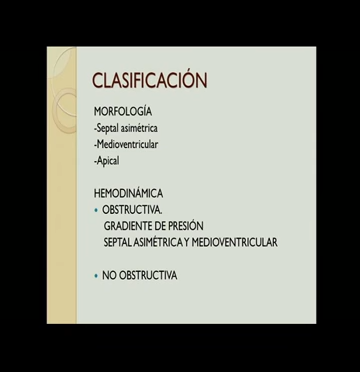 CLASIFICACIÓN
MORFOLOGÍA
-Septal asimétrica
-Medioventricular
-Apical
HEMODINÁMICA
• OBSTRUCTIVA.
GRADIENTE DE PRESIÓN
SEPTAL ASIMÉTRICA Y MEDIOVENTRICULAR
• NO OBSTRUCTIVA